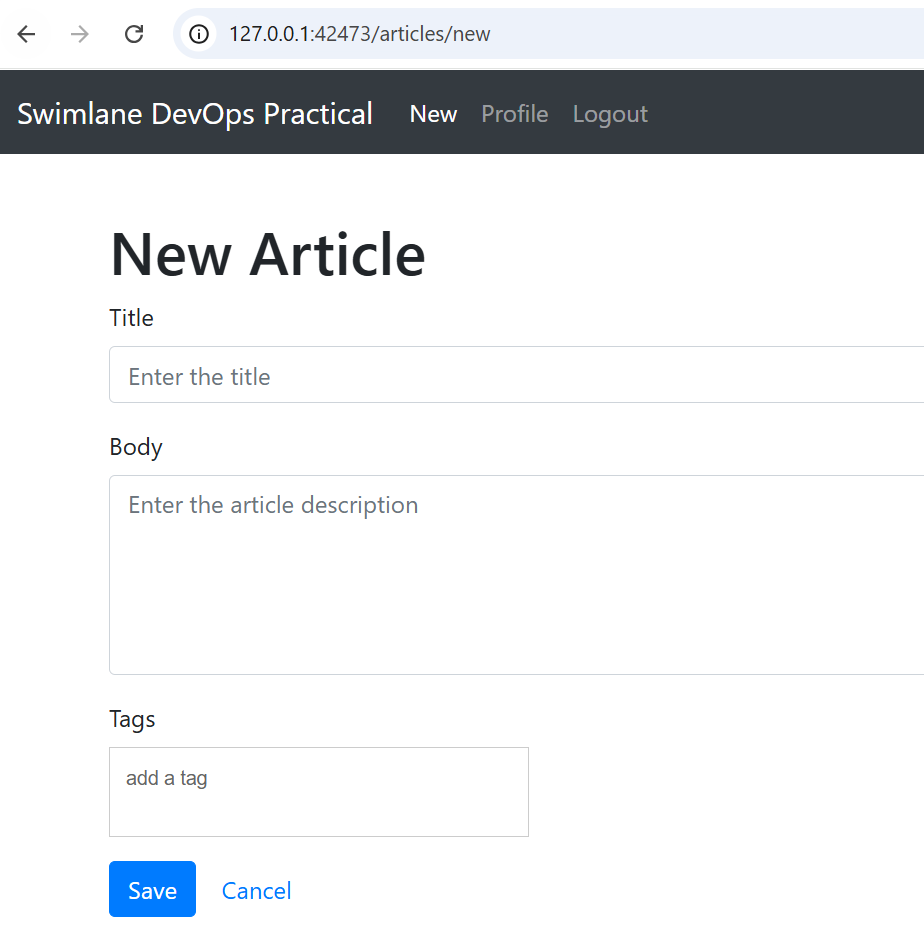 127.0.0.1:42473/articles/new
Swimlane DevOps Practical New Profile Logout
New Article
Title
Enter the title
Body
Enter the article description
Tags
add a tag
Save Cancel